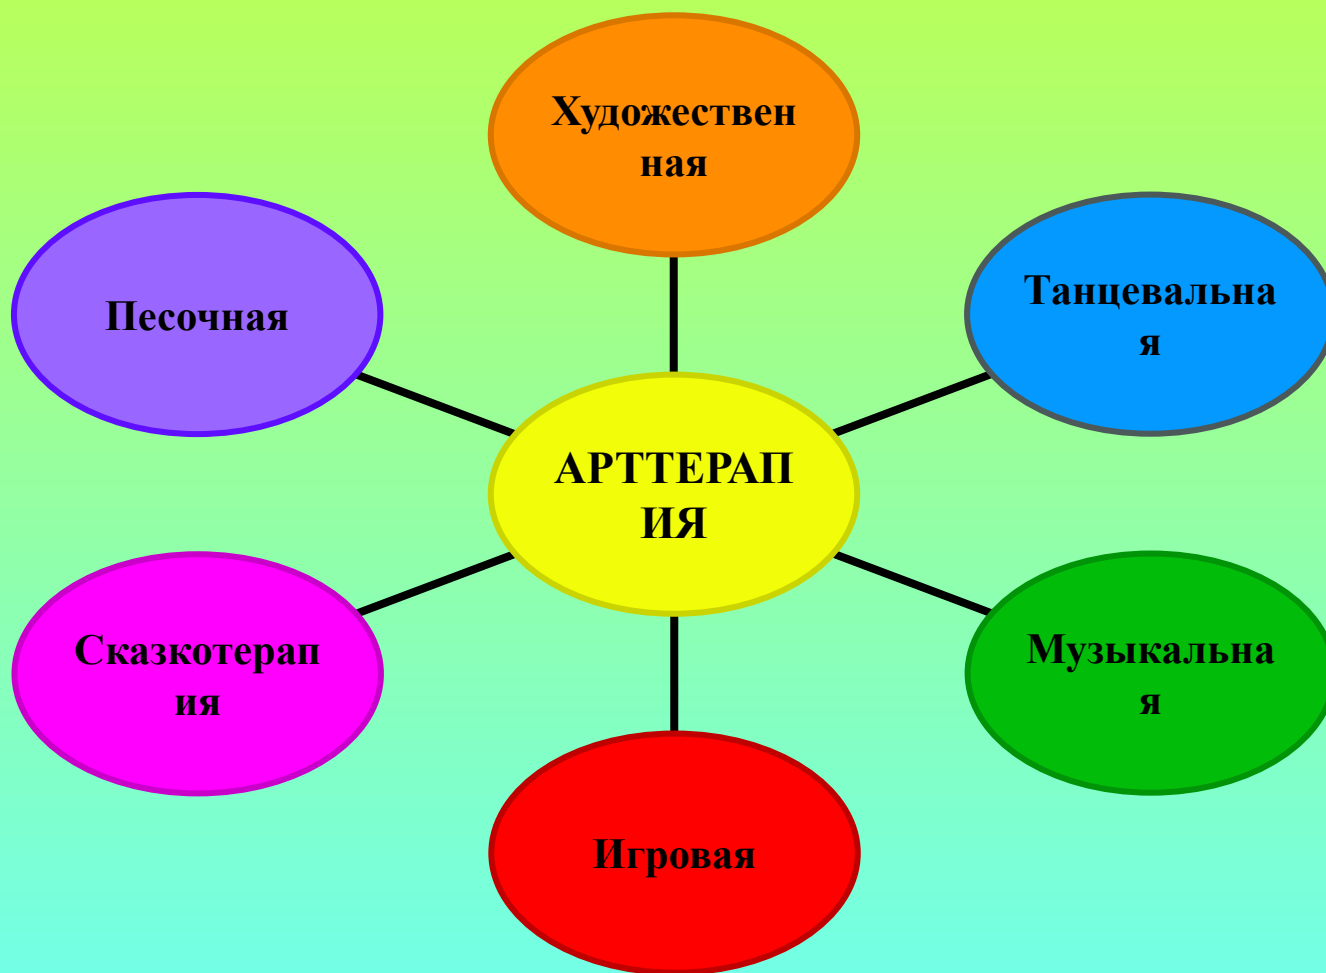 Художествен
ная
Танцевальна
я
Песочная
АРТТЕРАП
ИЯ
Сказкотерап
ия
Музыкальна
я
Игровая